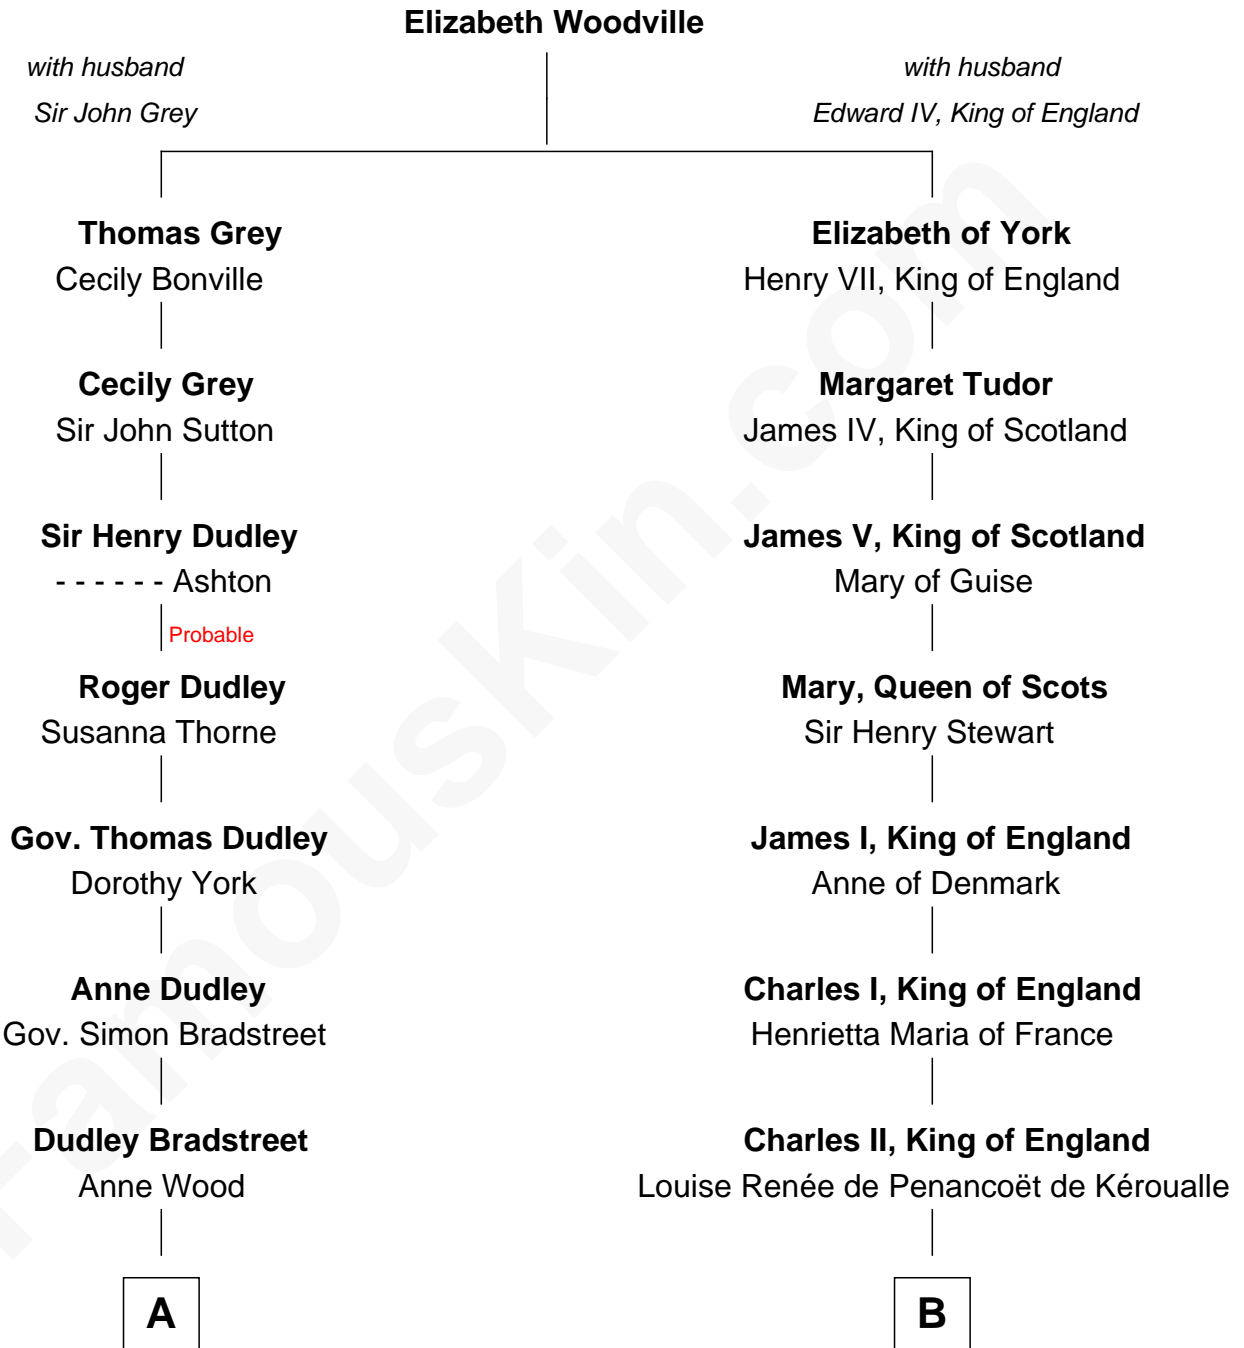 Elizabeth Woodville
with husband
Sir John Grey
with husband
Edward IV, King of England
Thomas Grey
Cecily Bonville
Elizabeth of York
Henry VII, King of England
Cecily Grey
Sir John Sutton
Margaret Tudor
James IV, King of Scotland
Sir Henry Dudley
- - - - - - Ashton
James V, King of Scotland
Mary of Guise
Probable
Roger Dudley
Susanna Thorne
Mary, Queen of Scots
Sir Henry Stewart
Gov. Thomas Dudley
Dorothy York
James I, King of England
Anne of Denmark
Anne Dudley
Gov. Simon Bradstreet
Charles I, King of England
Henrietta Maria of France
Dudley Bradstreet
Anne Wood
Charles II, King of England
Louise Renée de Penancoët de Kéroualle
A
B
FamousKin.com